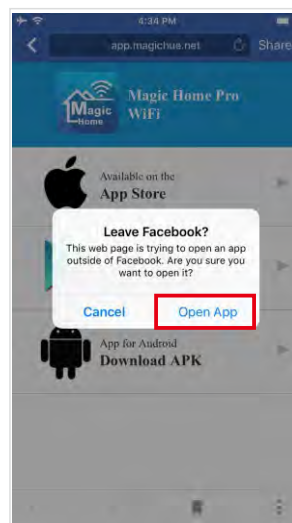 4:34 PM
app.magichue.net
Share
Magic Home Pro
WiFi
Magic
Home
Available on the
App Store
Leave Facebook?
This web page is trying to open an app
outside of Facebook. Are you sure you
want to open it?
Cancel
Open App
App for Android
Download APK